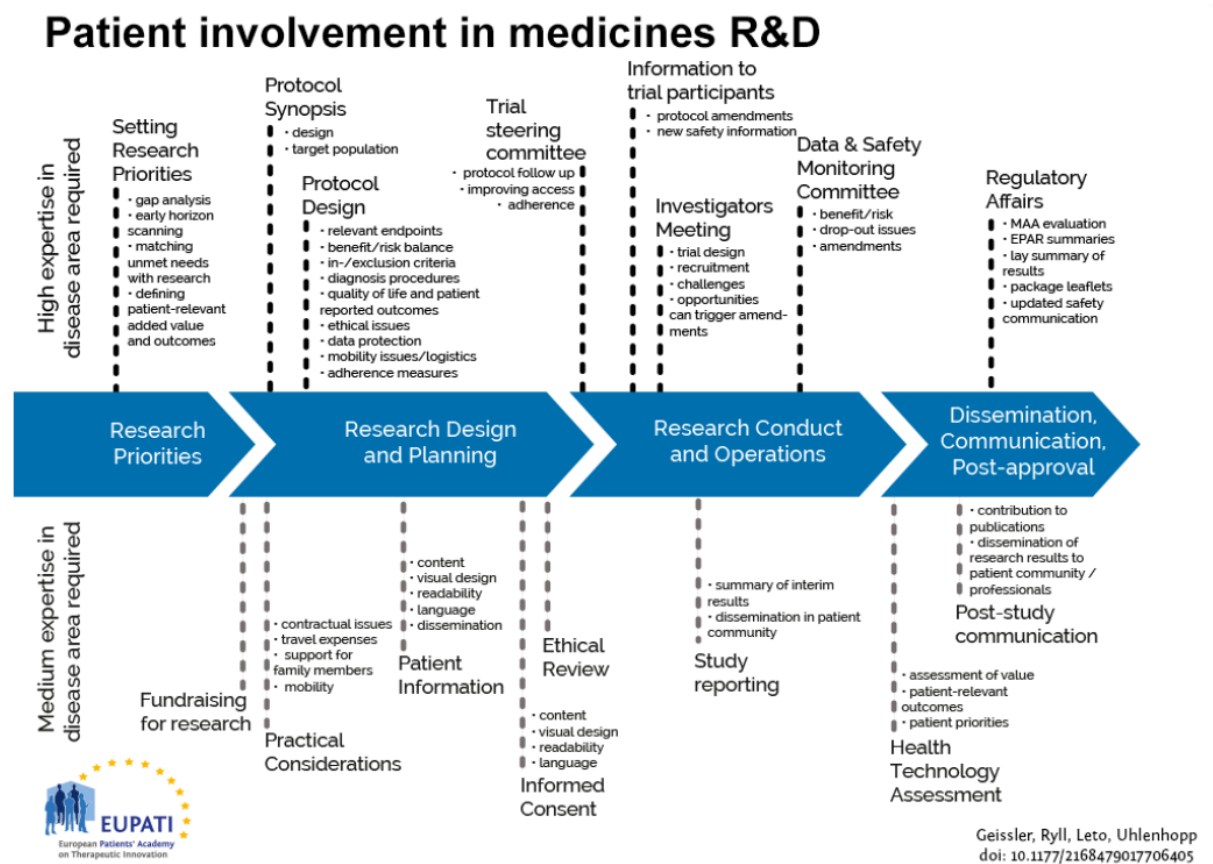 Patient involvement in medicines R&D
High expertise in
disease area required
Setting
Research
Priorities
• gap analysis
• early horizon
scanning
• matching
unmet needs
with research
• defining
patient-relevant
added value
and outcomes
Protocol
Synopsis
• design
• target population
Protocol
Design
• relevant endpoints
• benefit/risk balance
• in-/exclusion criteria
• diagnosis procedures
• quality of life and patient
reported outcomes
• ethical issues
• data protection
• mobility issues/logistics
• adherence measures
Trial
steering
committee
• protocol follow up
• improving access
• adherence
Information to
trial participants
• protocol amendments
• new safety information
Investigators
Meeting
• trial design
• recruitment
• challenges
• opportunities
can trigger amend-
ments
Data & Safety
Monitoring
Committee
• benefit/risk
• drop-out issues
• amendments
Regulatory
Affairs
• MAA evaluation
• EPAR summaries
• lay summary of
results
• package leaflets
• updated safety
communication
Research
Priorities
Research Design
and Planning
Research Conduct
and Operations
Dissemination,
Communication,
Post-approval
Medium expertise in
disease area required
Fundraising
for research
• contractual issues
• travel expenses
• support for
family members
• mobility
Practical
Considerations
• content
• visual design
• readability
• language
• dissemination
Patient
Information
Ethical
Review
• content
• visual design
• readability
• language
Informed
Consent
• summary of interim
results
• dissemination in patient
community
Study
reporting
• contribution to
publications
• dissemination of
research results to
patient community /
professionals
Post-study
communication
• assessment of value
• patient-relevant
outcomes
• patient priorities
Health
Technology
Assessment
EUPATI
European Patients' Academy
on Therapeutic Innovation
Geissler, Ryll, Leto, Uhlenhopp
doi: 10.1177/2168479017706405